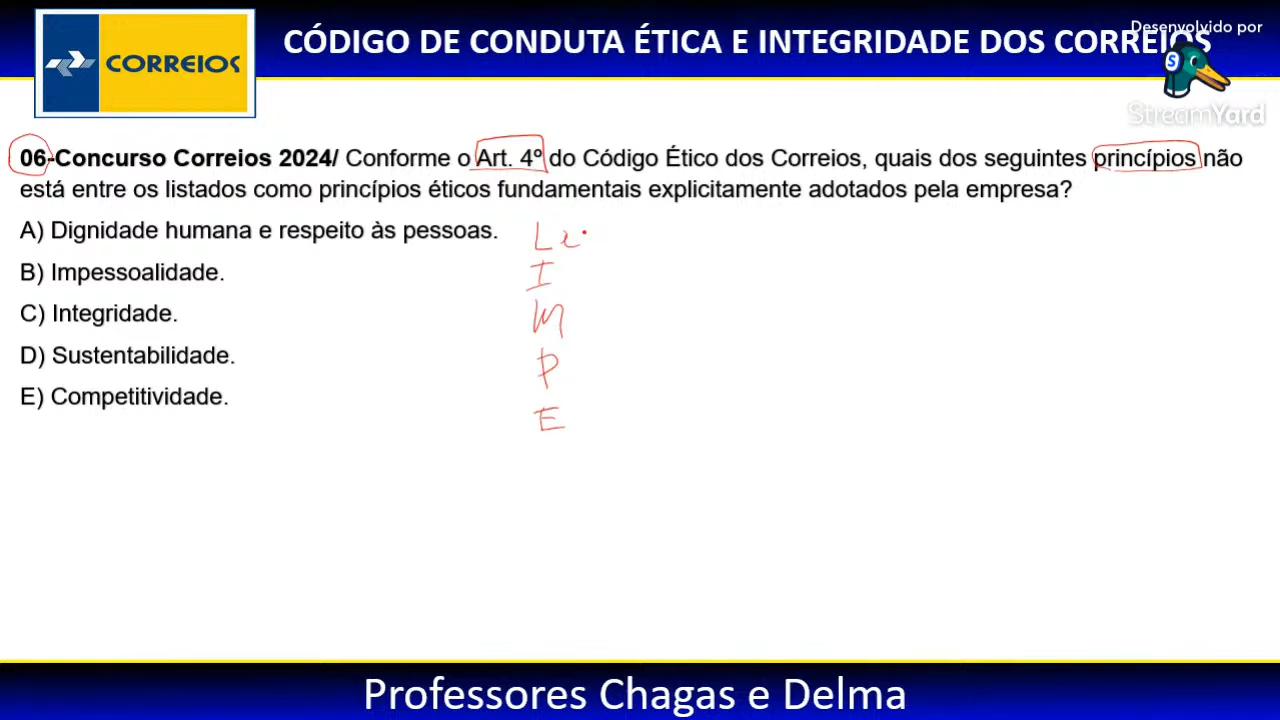 CORREIOS
CÓDIGO DE CONDUTA ÉTICA E INTEGRIDADE DOS CORREIOS
Desenvolvido por
S
StreamYard
06-Concurso Correios 2024/ Conforme o Art. 4º do Código Ético dos Correios, quais dos seguintes princípios não
está entre os listados como princípios éticos fundamentais explicitamente adotados pela empresa?
A) Dignidade humana e respeito às pessoas.
B) Impessoalidade.
C) Integridade.
D) Sustentabilidade.
E) Competitividade.
L
I
M
P
E
Professores Chagas e Delma